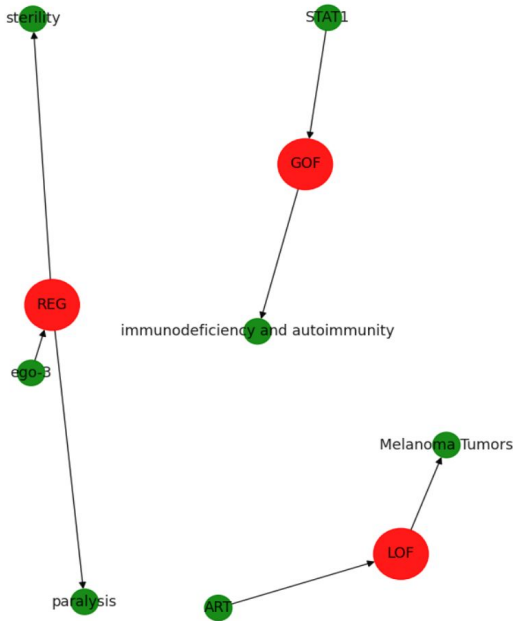 sterility
STAT1
GOF
REG
immunodeficiency and autoimmunity
ego-3
Melanoma Tumors
LOF
paralysis
ART